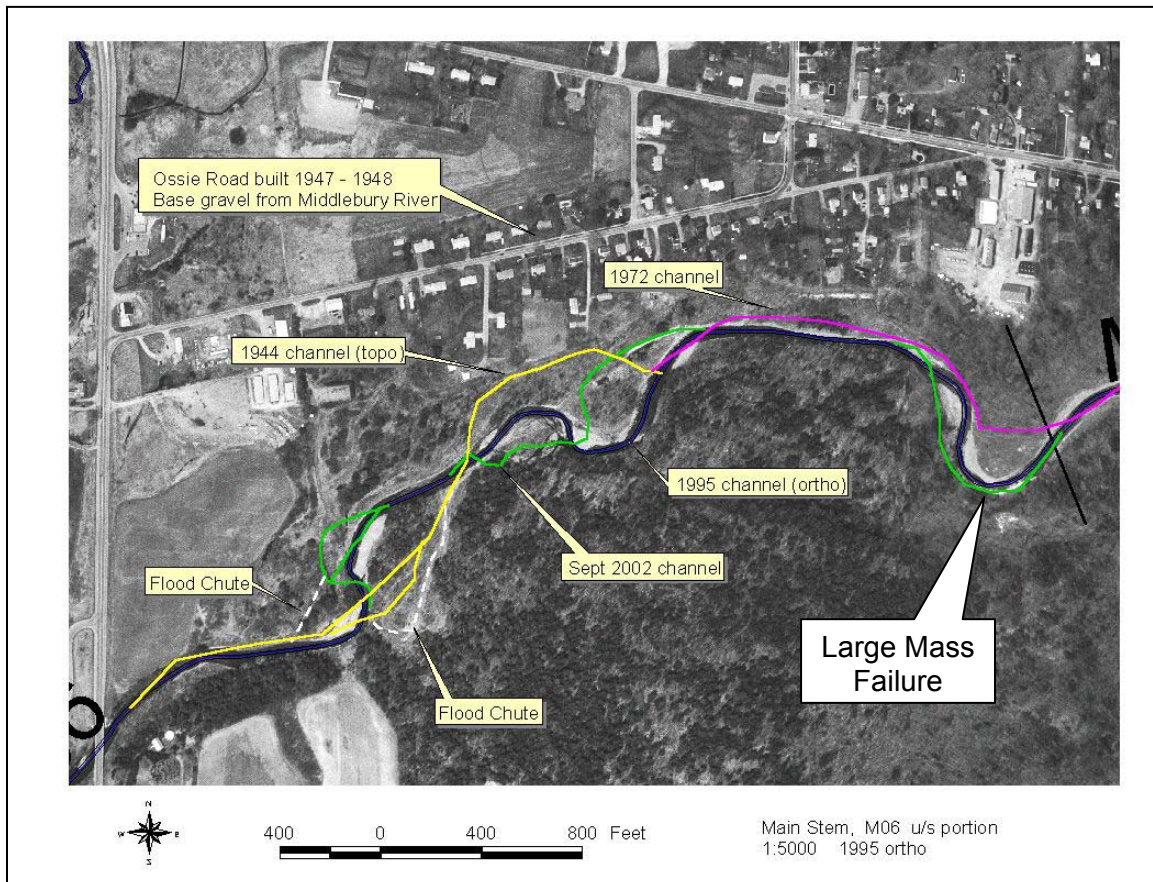 Ossie Road built 1947 - 1948
Base gravel from Middlebury River
1972 channel
1944 channel (topo)
1995 channel (ortho)
Sept 2002 channel
Flood Chute
Large Mass
Failure
Flood Chute
N
W E
S
400 0 400 800 Feet
Main Stem, M06 u/s portion
1:5000 1995 ortho